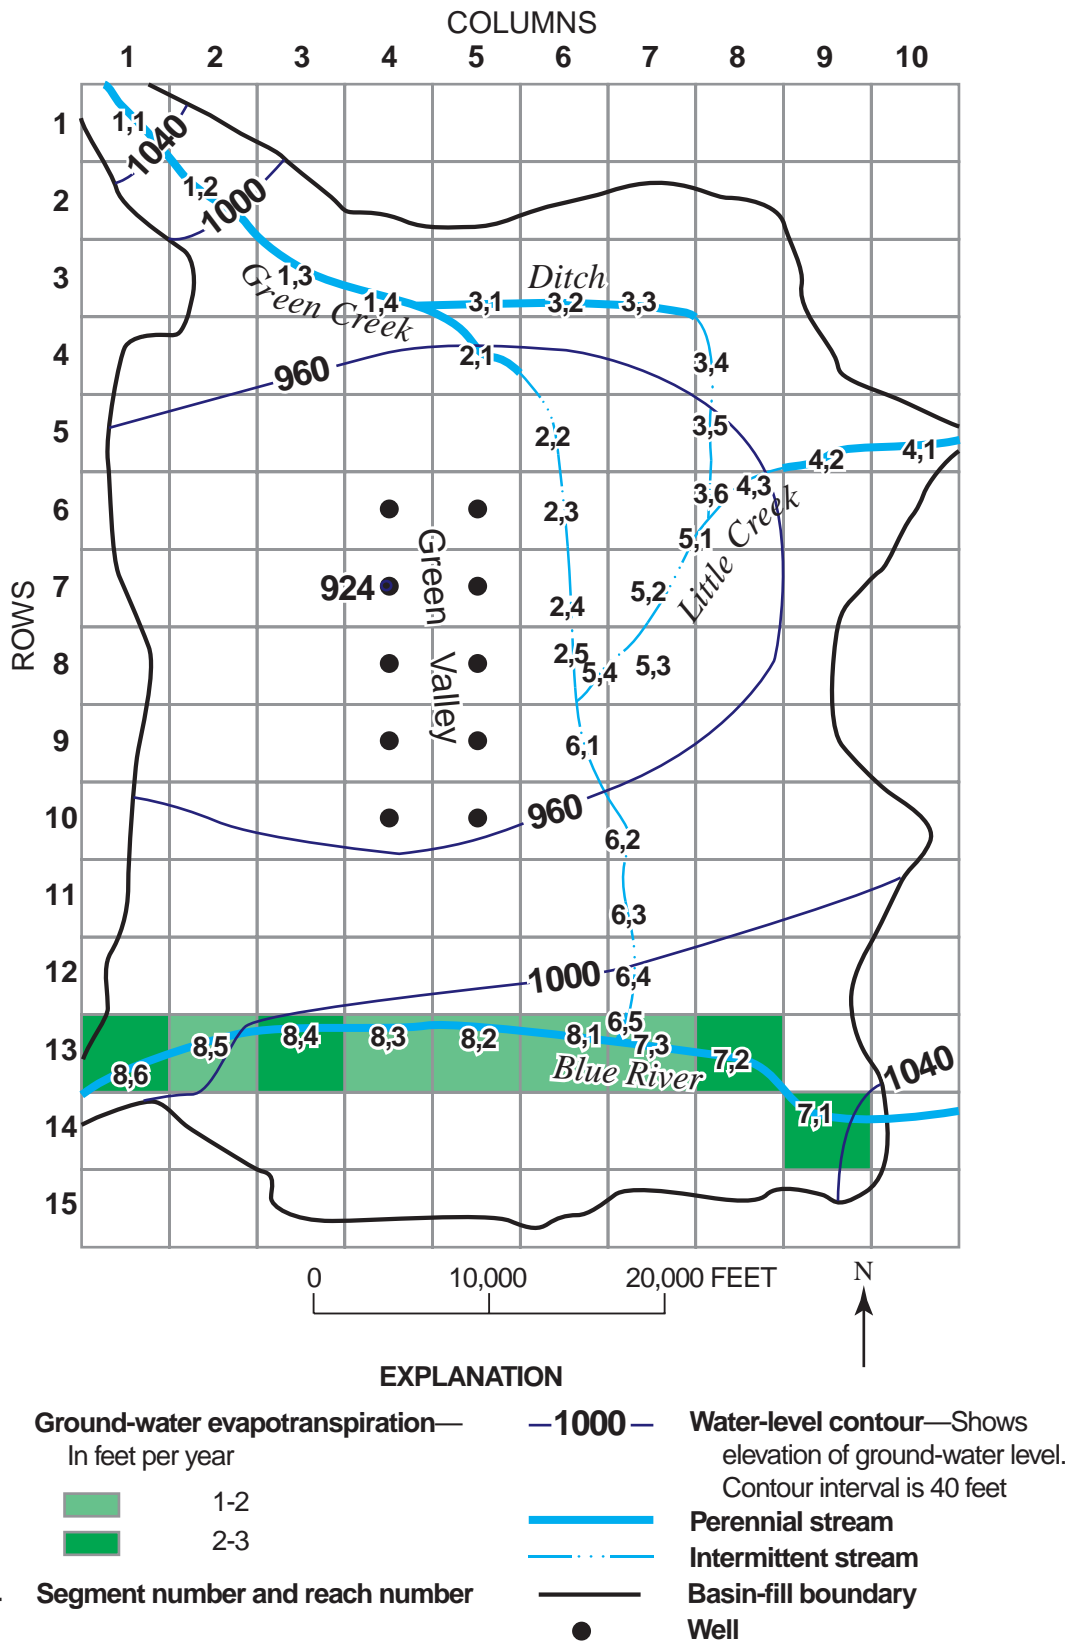 COLUMNS
1 2 3 4 5 6 7 8 9 10
ROWS
1
2
3
4
5
6
7
8
9
10
11
12
13
14
15
1,1
1040
1,2
1000
1,3
Green Creek
1,4
Ditch
3,1 3,2 3,3
2,1
3,4
960
2,2
3,5
4,2 4,1
2,3
3,6 4,3
5,1
Little Creek
Green Valley
924
2,4
5,2
2,5
5,4 5,3
6,1
960
6,2
6,3
1000
6,4
6,5
8,6 8,5 8,4 8,3 8,2 8,1 7,3 7,2
Blue River
1040
7,1
0 10,000 20,000 FEET
N
EXPLANATION
Ground-water evapotranspiration—
In feet per year
1-2
2-3
. Segment number and reach number
1000
Water-level contour—Shows
elevation of ground-water level.
Contour interval is 40 feet
Perennial stream
Intermittent stream
Basin-fill boundary
Well